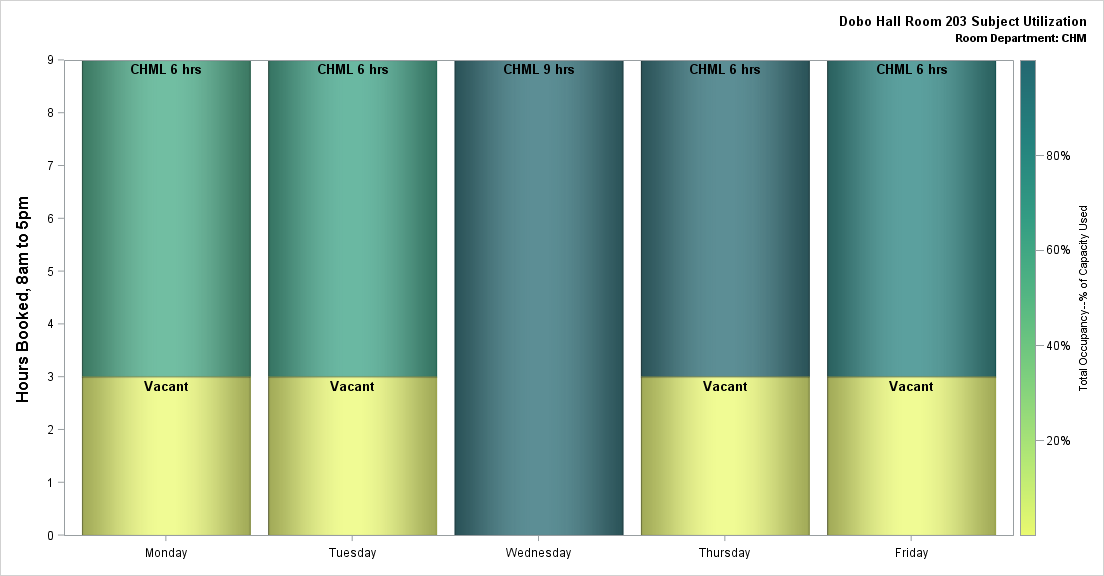 Dobo Hall Room 203 Subject Utilization
Room Department: CHM
Hours Booked, 8am to 5pm
9
8
7
6
5
4
3
2
1
0
CHML 6 hrs
CHML 6 hrs
CHML 9 hrs
CHML 6 hrs
CHML 6 hrs
Vacant
Vacant
Vacant
Vacant
Monday
Tuesday
Wednesday
Thursday
Friday
80%
60%
40%
20%
Total Occupancy--% of Capacity Used